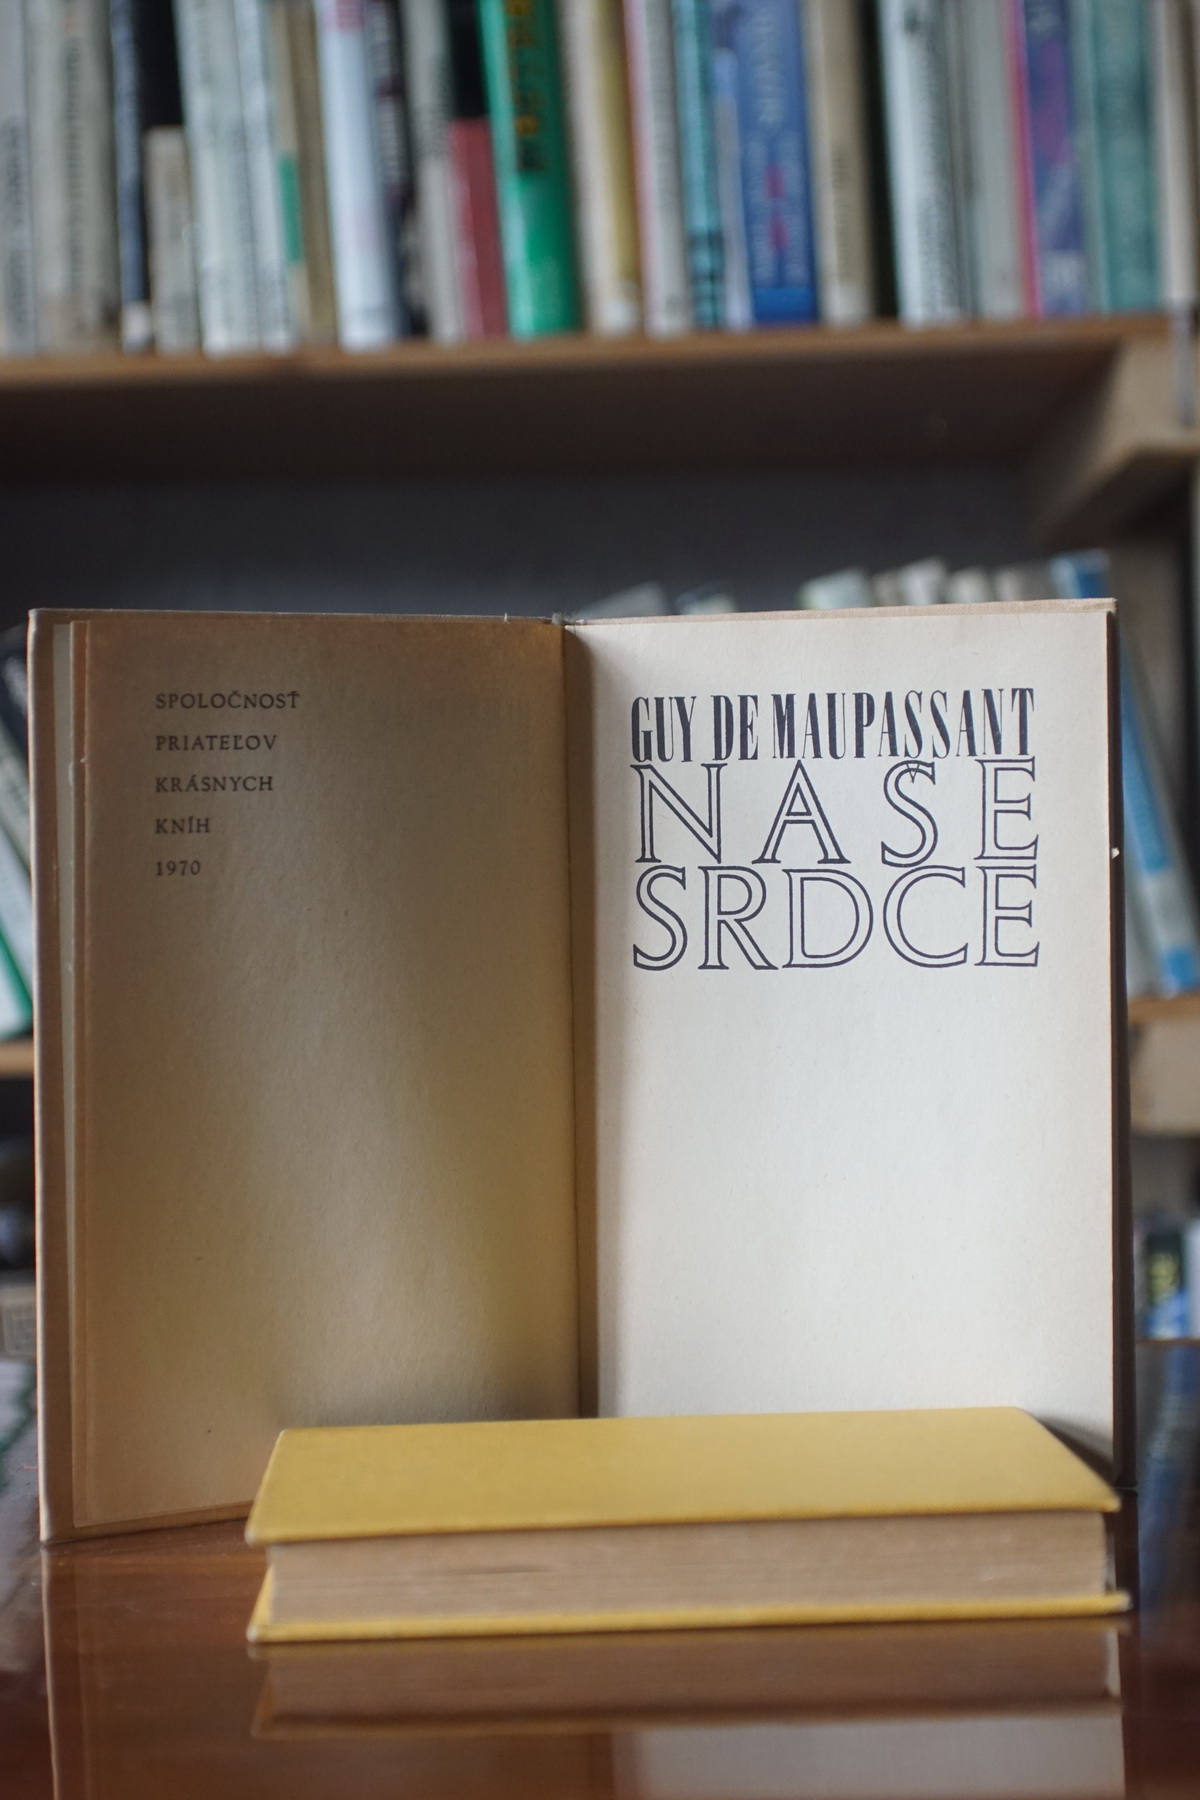 SPOLOČNOSŤ
PRIATEĽOV
KRÁSNYCH
KNÍH
1970
GUY DE MAUPASSANT
NAŠE
SRDCE